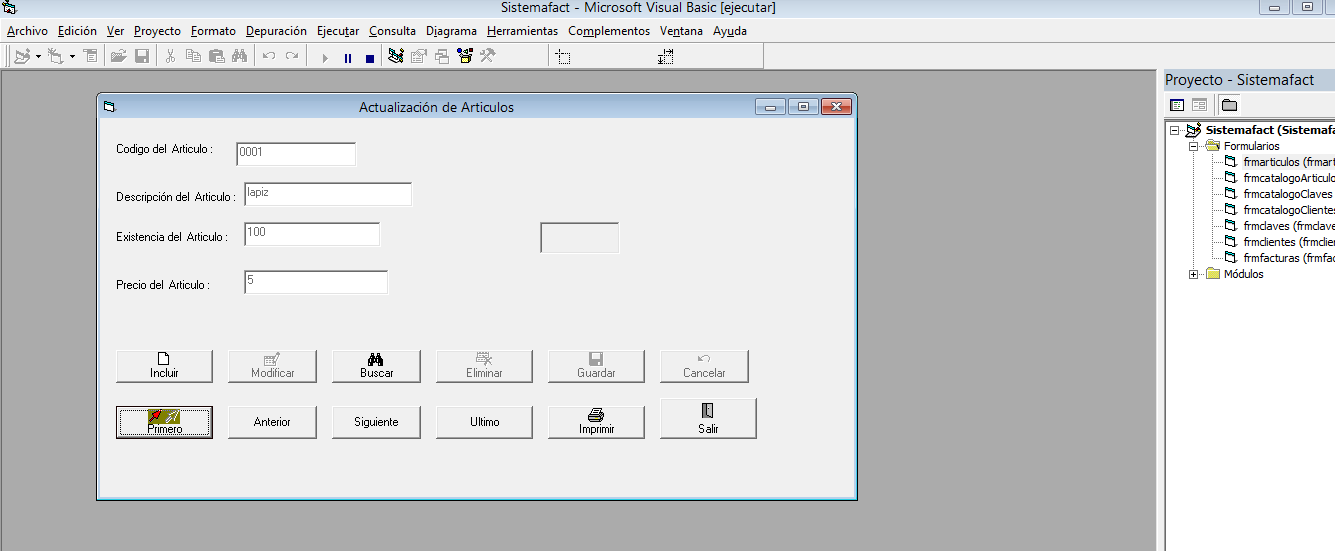 Sistemafact - Microsoft Visual Basic [ejecutar]
Archivo Edición Ver Proyecto Formato Depuración Ejecutar Consulta Diagrama Herramientas Complementos Ventana Ayuda
Proyecto - Sistemafact
Sistemafact (Sistemafa
Formularios
frmarticulos (frmart
frmcatalogoArticulo
frmcatalogoClaves
frmcatalogoClientes
frmclaves (frmclave
frmclientes (frmclie
frmfacturas (frmfac
Módulos
Actualización de Articulos
Codigo del Articulo : 0001
Descripción del Articulo : lapiz
Existencia del Articulo : 100
Precio del Articulo : 5
Incluir Modificar Buscar Eliminar Guardar Cancelar
Primero Anterior Siguiente Ultimo Imprimir Salir